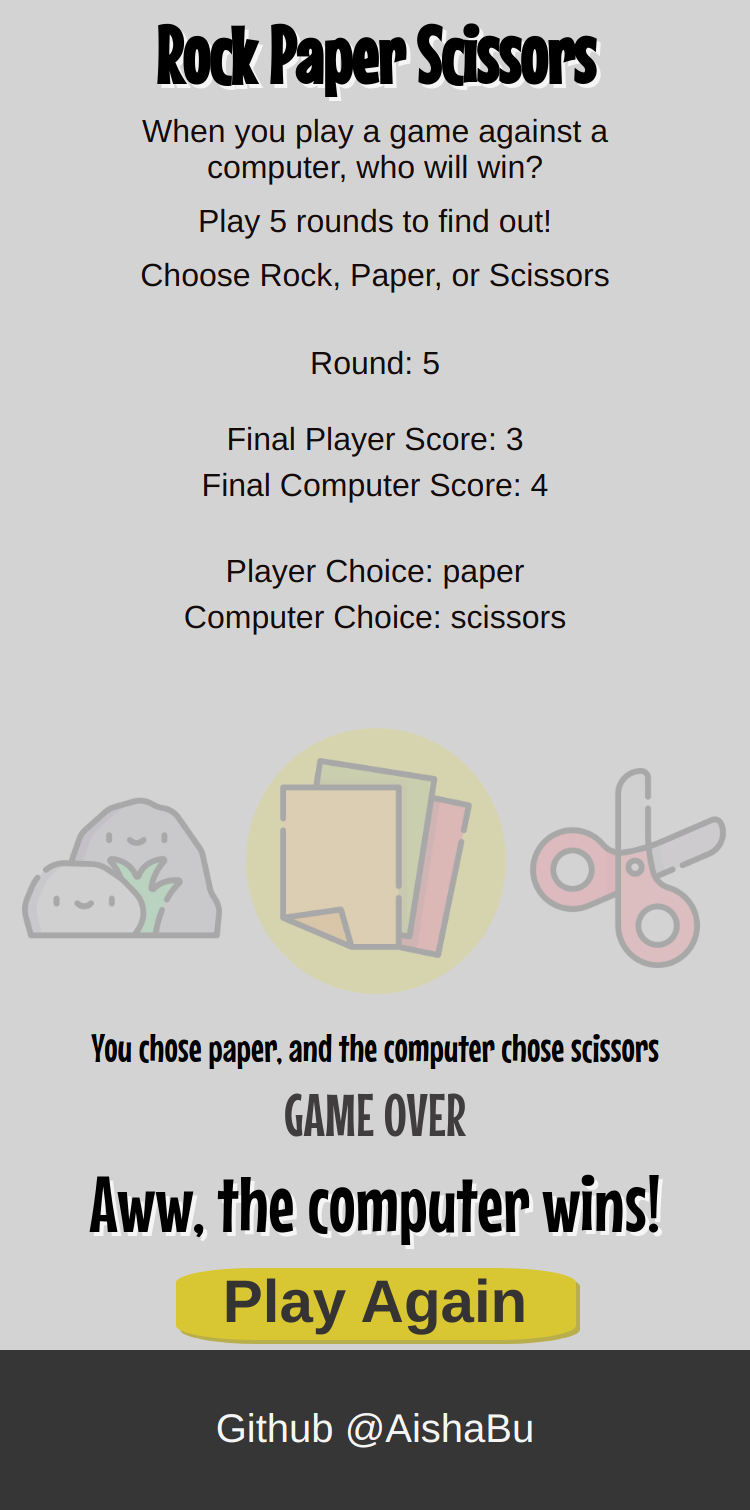 Rock Paper Scissors
When you play a game against a
computer, who will win?
Play 5 rounds to find out!
Choose Rock, Paper, or Scissors
Round: 5
Final Player Score: 3
Final Computer Score: 4
Player Choice: paper
Computer Choice: scissors
You chose paper, and the computer chose scissors
GAME OVER
Aww, the computer wins!
Play Again
Github @AishaBu